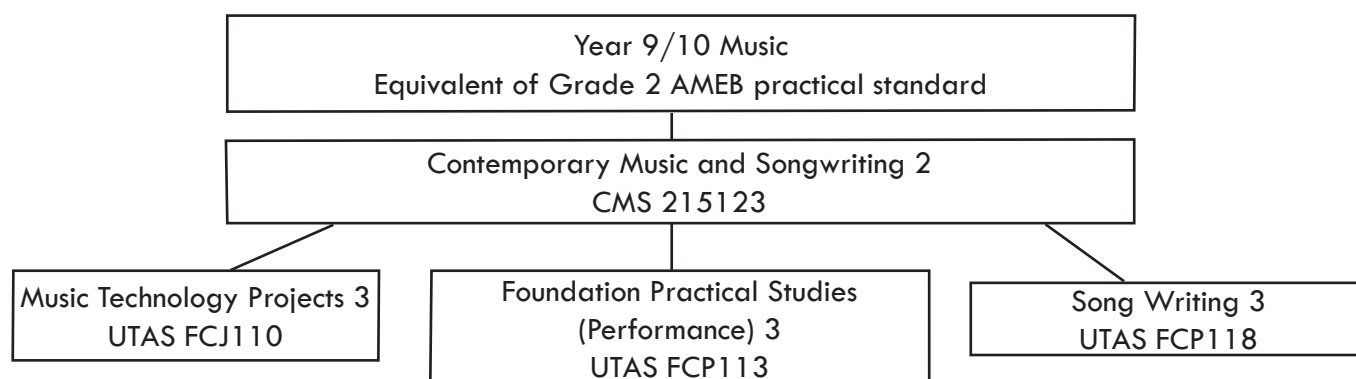 Year 9/10 Music
Equivalent of Grade 2 AMEB practical standard
Contemporary Music and Songwriting 2
CMS 215123
Music Technology Projects 3
UTAS FCJ110
Foundation Practical Studies
(Performance) 3
UTAS FCP113
Song Writing 3
UTAS FCP118